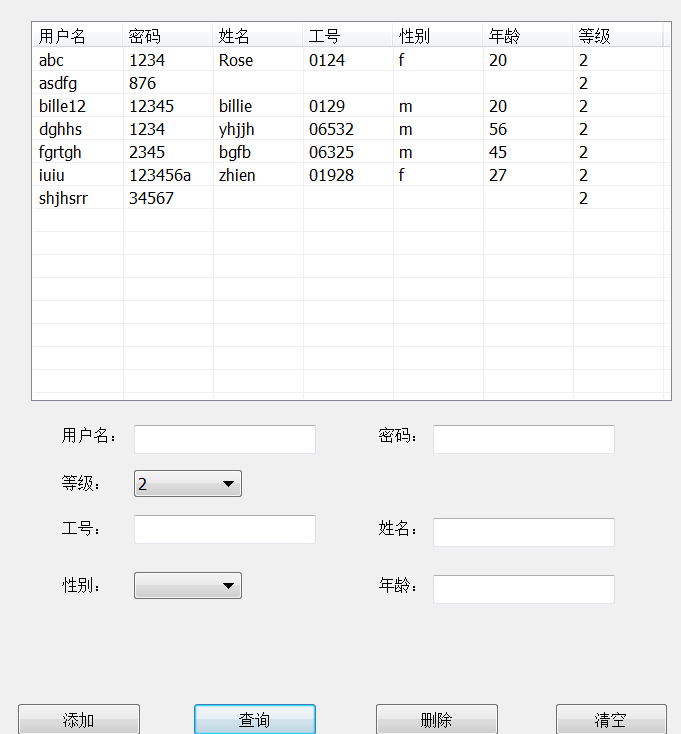 用户名 密码 姓名 工号 性别 年龄 等级
abc 1234 Rose 0124 f 20 2
asdfg 876 2
bille12 12345 billie 0129 m 20 2
dghhs 1234 yhjjh 06532 m 56 2
fgrtgh 2345 bgfb 06325 m 45 2
iuiu 123456a zhien 01928 f 27 2
shjhsrr 34567 2
用户名： 密码：
等级： 2
工号： 姓名：
性别： 年龄：
添加 查询 删除 清空